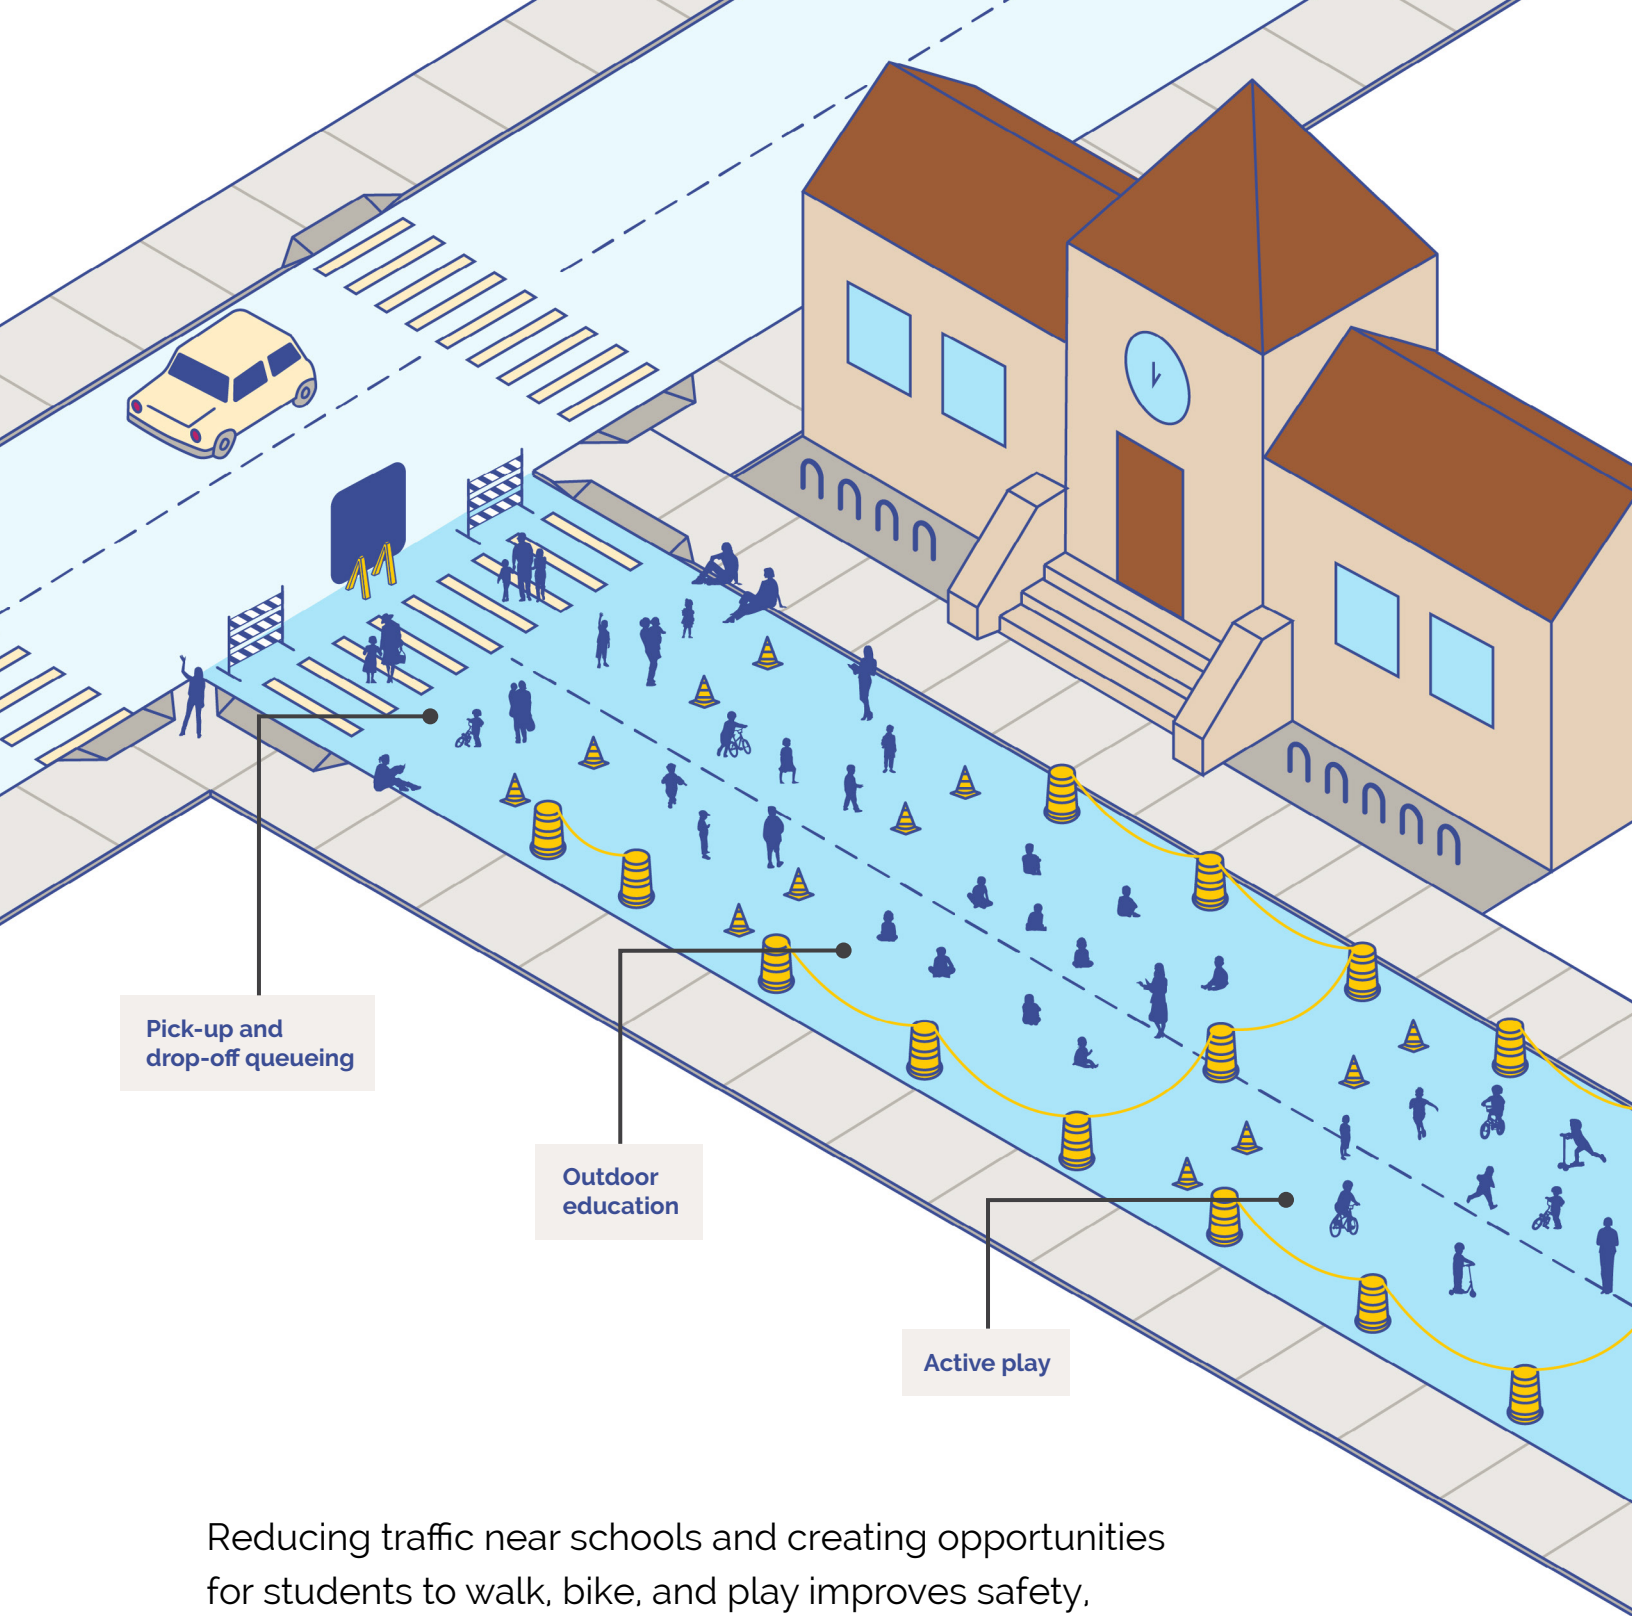 Pick-up and
drop-off queueing
Outdoor
education
Active play
Reducing traffic near schools and creating opportunities
for students to walk, bike, and play improves safety,